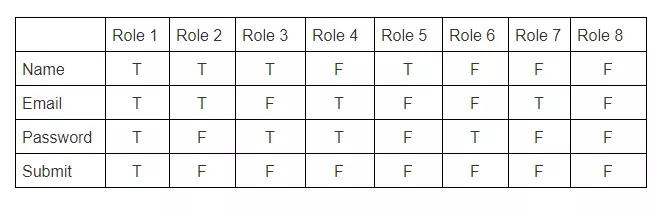 Role 1 Role 2 Role 3 Role 4 Role 5 Role 6 Role 7 Role 8
Name T T T F T F F F
Email T T F T F F T F
Password T F T T F T F F
Submit T F F F F F F F